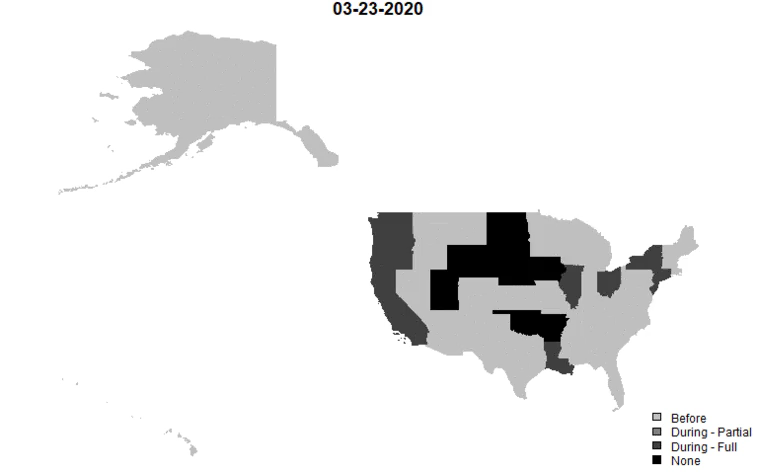 03-23-2020
Before
During - Partial
During - Full
None